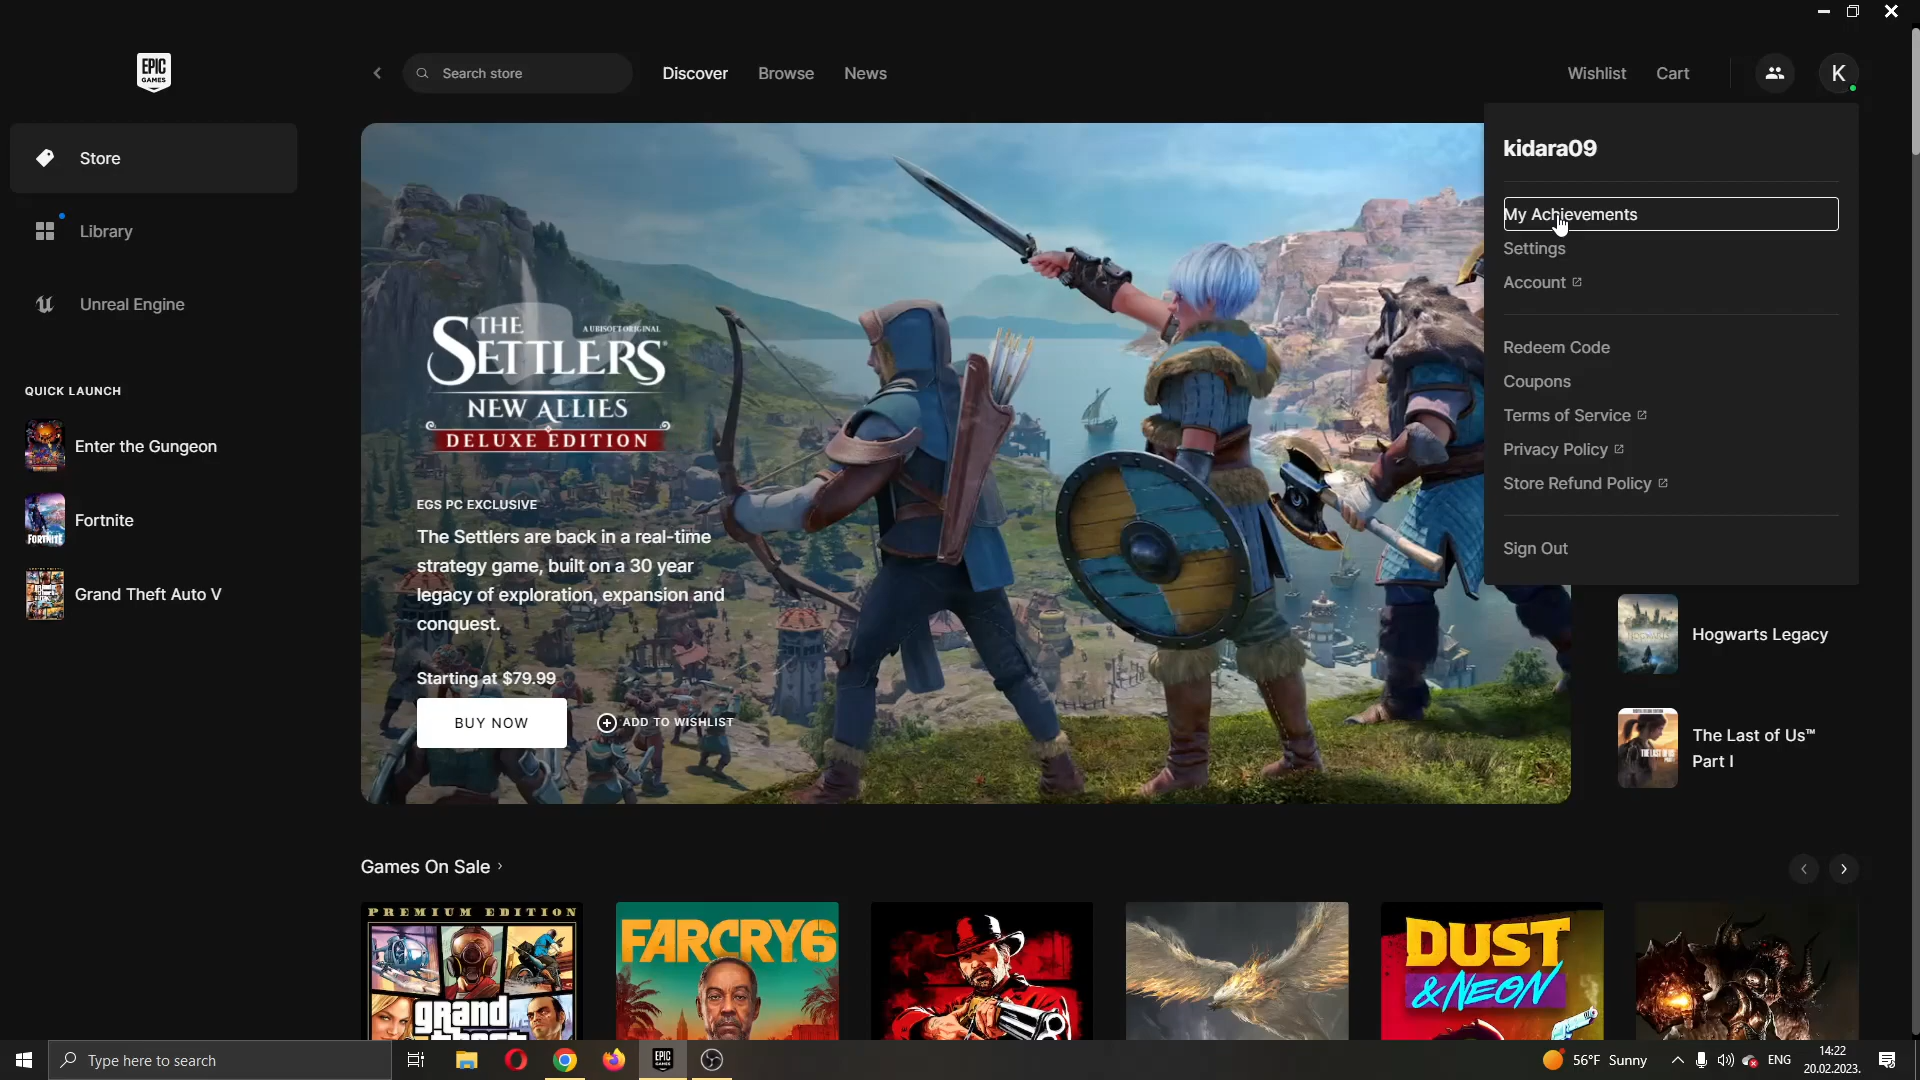 EPIC
GAMES
Search store
Discover
Browse
News
Wishlist
Cart
K
Store
Library
Unreal Engine
QUICK LAUNCH
Enter the Gungeon
FORTNITE
Fortnite
Grand Theft Auto V
THE
A UBISOFT ORIGINAL
SETTLERS
NEW ALLIES
DELUXE EDITION
EGS PC EXCLUSIVE
The Settlers are back in a real-time
strategy game, built on a 30 year
legacy of exploration, expansion and
conquest.
Starting at $79.99
BUY NOW
ADD TO WISHLIST
kidara09
My Achievements
Settings
Account
Redeem Code
Coupons
Terms of Service
Privacy Policy
Store Refund Policy
Sign Out
Hogwarts Legacy
The Last of Us™
Part I
Games On Sale
PREMIUM EDITION
grand
FARCRY6
DUST
& NEON
Type here to search
EPIC
GAMES
56°F Sunny
ENG
14:22
20.02.2023.